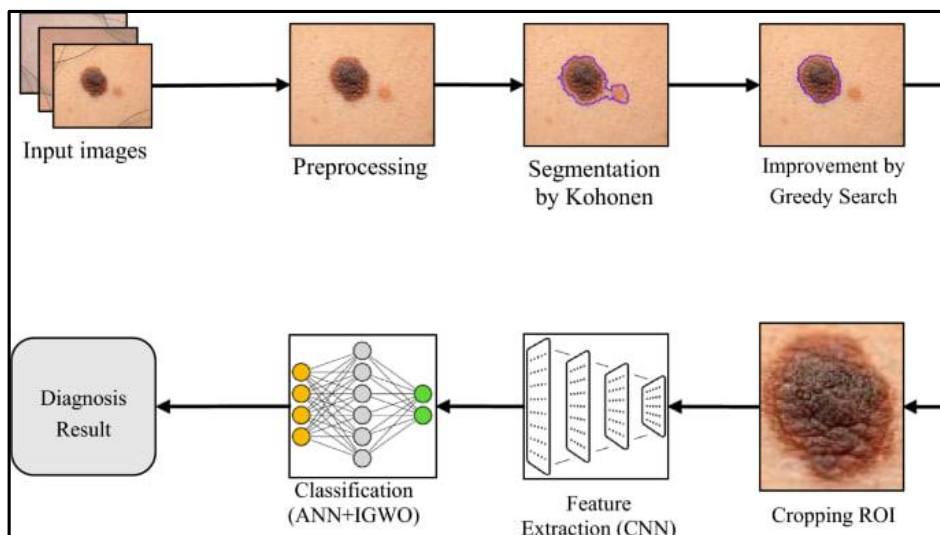 Input images
Preprocessing
Segmentation
by Kohonen
Improvement by
Greedy Search
Diagnosis
Result
Classification
(ANN+IGWO)
Feature
Extraction (CNN)
Cropping ROI